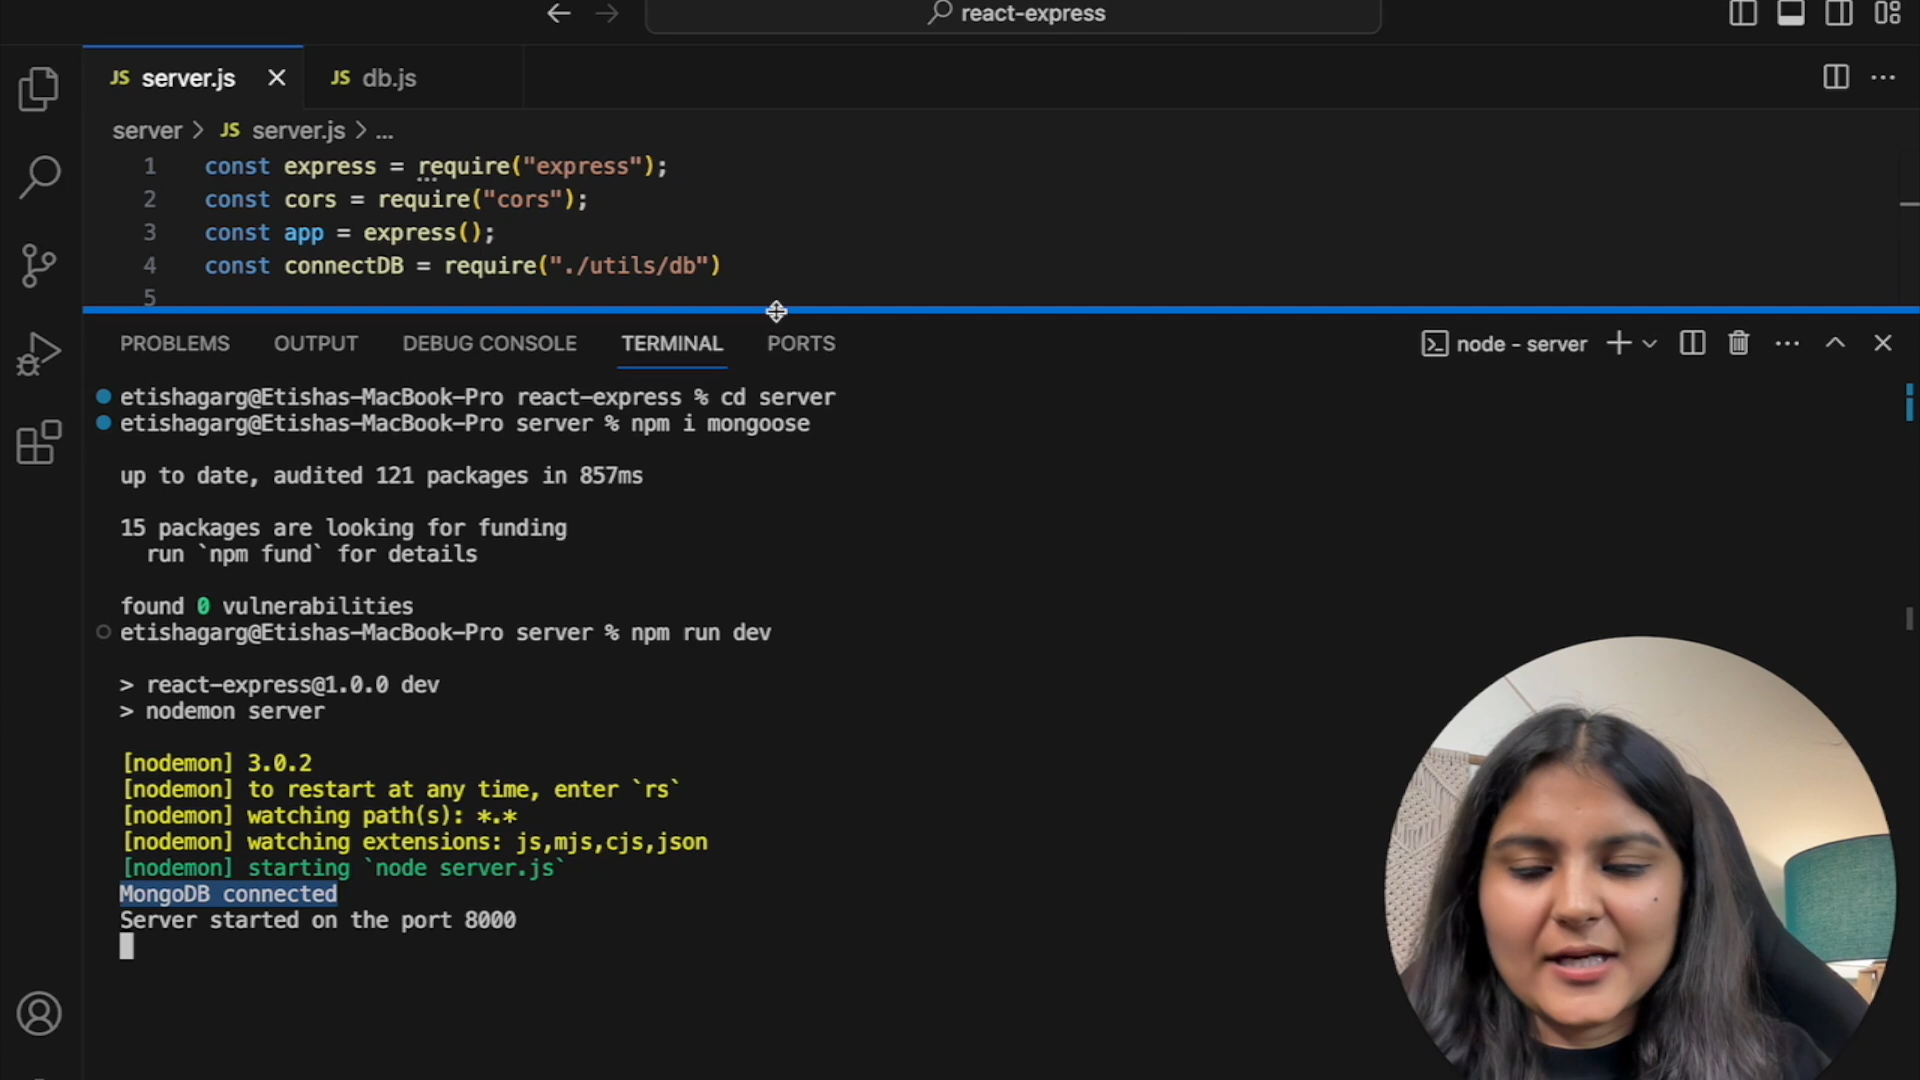 react-express
JS server.js
JS db.js
server > JS server.js > ...
1 const express = require("express");
2 const cors = require("cors");
3 const app = express();
4 const connectDB = require("./utils/db")
5
PROBLEMS OUTPUT DEBUG CONSOLE TERMINAL PORTS
node - server
etishagarg@Etishas-MacBook-Pro react-express % cd server
etishagarg@Etishas-MacBook-Pro server % npm i mongoose
up to date, audited 121 packages in 857ms
15 packages are looking for funding
run `npm fund` for details
found 0 vulnerabilities
etishagarg@Etishas-MacBook-Pro server % npm run dev
> react-express@1.0.0 dev
> nodemon server
[nodemon] 3.0.2
[nodemon] to restart at any time, enter `rs`
[nodemon] watching path(s): *.*
[nodemon] watching extensions: js,mjs,cjs,json
[nodemon] starting `node server.js`
MongoDB connected
Server started on the port 8000